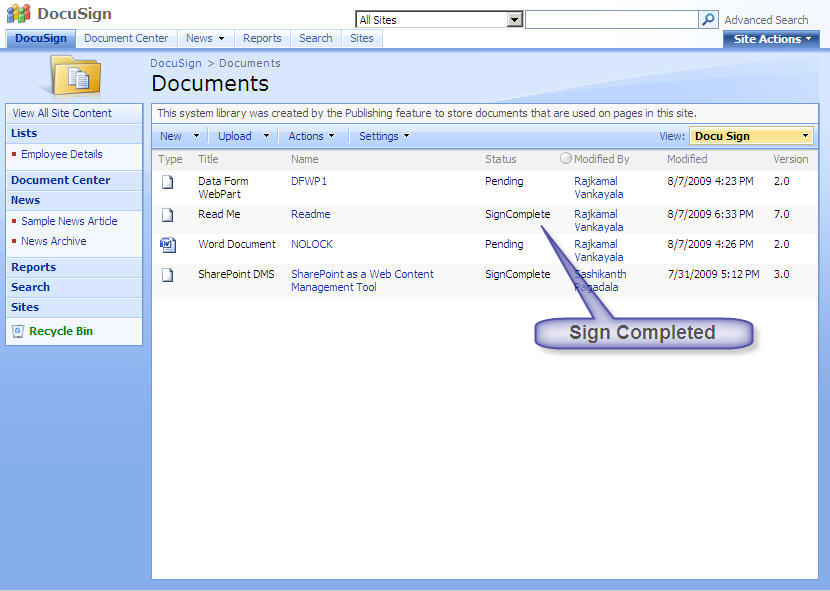 DocuSign
All Sites
Advanced Search
DocuSign Document Center News Reports Search Sites
Site Actions
DocuSign > Documents
Documents
View All Site Content
Lists
Employee Details
Document Center
News
Sample News Article
News Archive
Reports
Search
Sites
Recycle Bin
This system library was created by the Publishing feature to store documents that are used on pages in this site.
New Upload Actions Settings View: Docu Sign
Type Title Name Status Modified By Modified Version
Data Form DFWP1 Pending Rajkamal 8/7/2009 4:23 PM 2.0
WebPart Vankayala
Read Me Readme SignComplete Rajkamal 8/7/2009 6:33 PM 7.0
Vankayala
Word Document NOLOCK Pending Rajkamal 8/7/2009 4:26 PM 2.0
Vankayala
SharePoint DMS SharePoint as a Web Content SignComplete Sashikanth 7/31/2009 5:12 PM 3.0
Management Tool Ragadala
Sign Completed